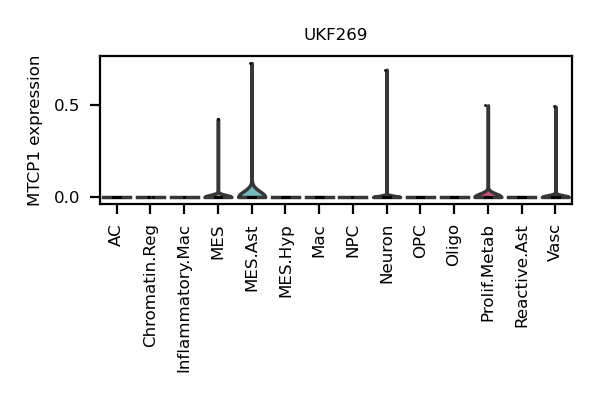 UKF269
MTCP1 expression
0.5
0.0
AC
Chromatin.Reg
Inflammatory.Mac
MES
MES.Ast
MES.Hyp
Mac
NPC
Neuron
OPC
Oligo
Prolif.Metab
Reactive.Ast
Vasc